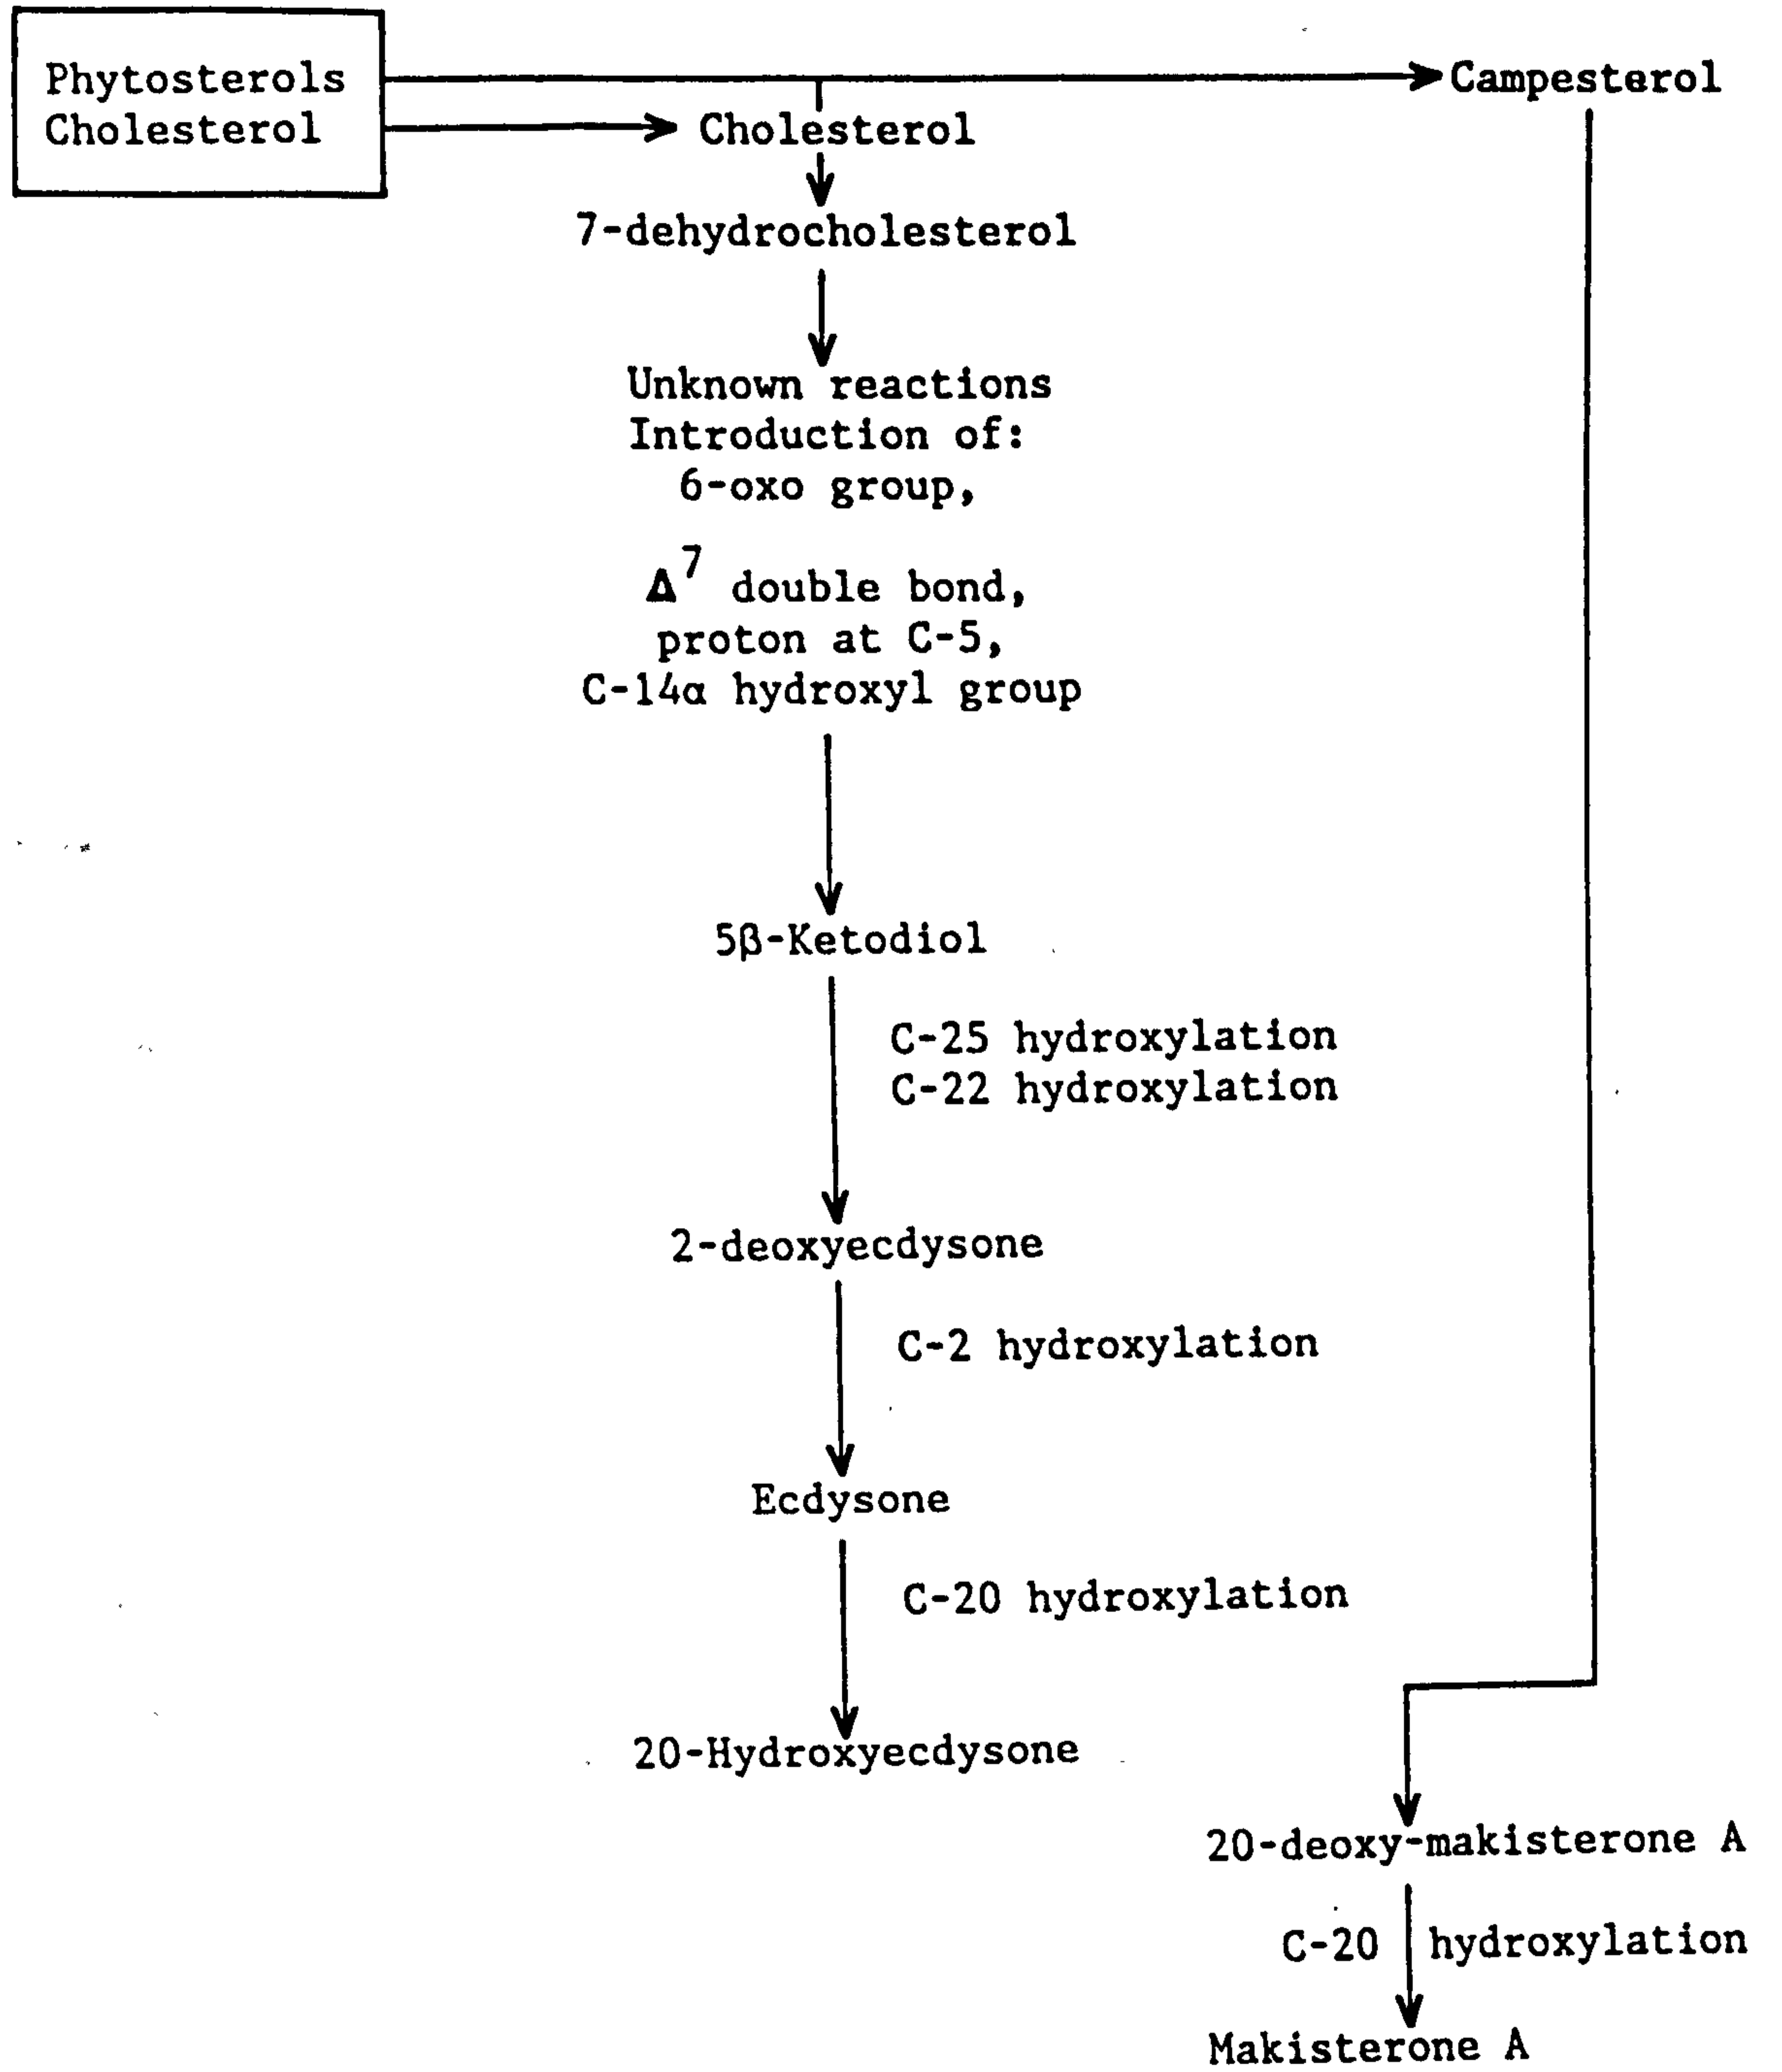 Phytosterols
Cholesterol
Campesterol
Cholesterol
7-dehydrocholesterol
Unknown reactions
Introduction of:
6-oxo group,
Δ⁷ double bond,
proton at C-5,
C-14α hydroxyl group
5β-Ketodiol
C-25 hydroxylation
C-22 hydroxylation
2-deoxyecdysone
C-2 hydroxylation
Ecdysone
C-20 hydroxylation
20-Hydroxyecdysone
20-deoxy-makisterone A
C-20 hydroxylation
Makisterone A